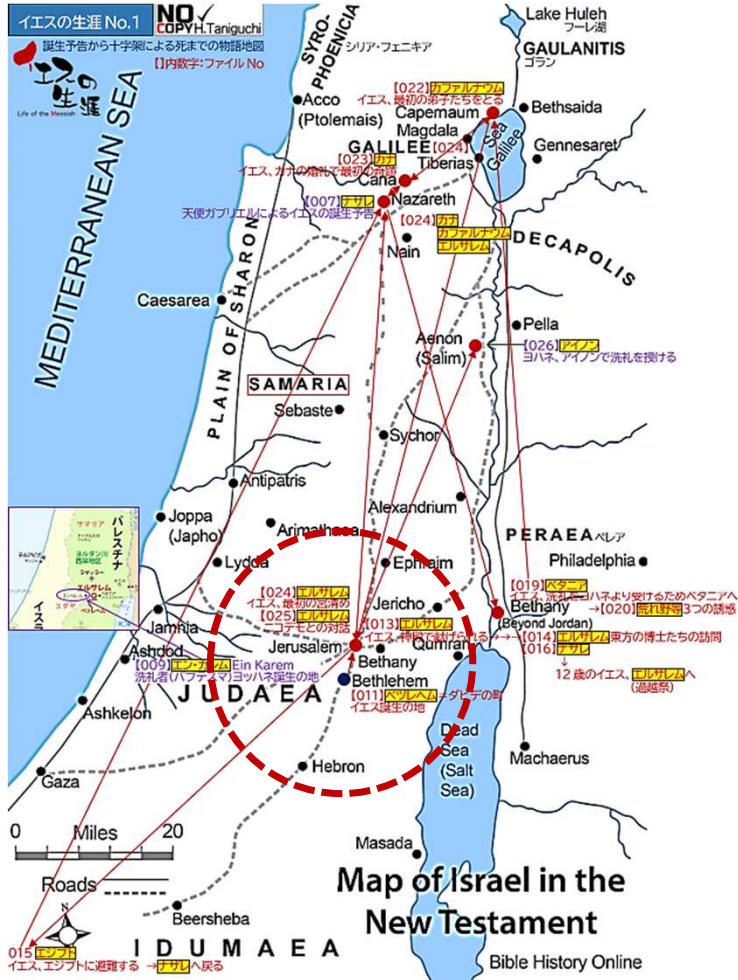 イエスの生涯 No.1
NO✓
COPY H.Taniguchi
誕生予告から十字架による死までの物語地図
【】内数字:ファイル No
イエスの生涯
Life of the Messiah
MEDITERRANEAN SEA
SYRO-
PHOENICIA
シリア・フェニキア
Lake Huleh
フーレ湖
GAULANITIS
ゴラン
Acco
(Ptolemais)
【022】カファルナウム
イエス、最初の弟子たちをとる
Capernaum
Bethsaida
Magdala
GALILEE
【024】
Sea
Galilee
Tiberias
Gennesaret
【023】カナ
イエス、カナの婚礼で最初の奇跡
Cana
【007】ナザレ
Nazareth
天使ガブリエルによるイエスの誕生予告
【024】カナ
カファルナウム
エルサレム
Nain
DECAPOLIS
PLAIN OF SHARON
Caesarea
Pella
Aenon
(Salim)
【026】アイノン
ヨハネ、アイノンで洗礼を授ける
SAMARIA
Sebaste
Sychor
Antipatris
Alexandrium
Joppa
(Japho)
Arimathaea
PERAEA ペレア
Philadelphia
Lydda
Ephraim
パレスチナ
サマリア
ヨルダン川
西岸地区
エルサレム
ユダヤ
イスラ
【024】エルサレム
イエス、最初の宮清め
【025】エルサレム
ニコデモとの対話
Jericho
【019】ベタニア
イエス、洗礼をヨハネより受けるためベタニアへ
Bethany
(Beyond Jordan)
→【020】荒れ野等3つの誘惑
【013】エルサレム
イエス、神殿で献げられる→→→【014】エルサレム 東方の博士たちの訪問
【016】ナザレ
↓
12 歳のイエス、エルサレムへ
(過越祭)
Jamnia
Jerusalem
Qumran
Bethany
Ashdod
【009】エン・カレム Ein Karem
洗礼者(バプテスマ)ヨッハネ誕生の地
Bethlehem
JUDAEA
【011】ベツレヘム=ダビデの町
イエス誕生の地
Ashkelon
Dead
Sea
(Salt
Sea)
Machaerus
Hebron
Gaza
0 Miles 20
Masada
Roads
N
Map of Israel in the
New Testament
Beersheba
015 エジプト
イエス、エジプトに避難する →ナザレへ戻る
IDUMAEA
Bible History Online